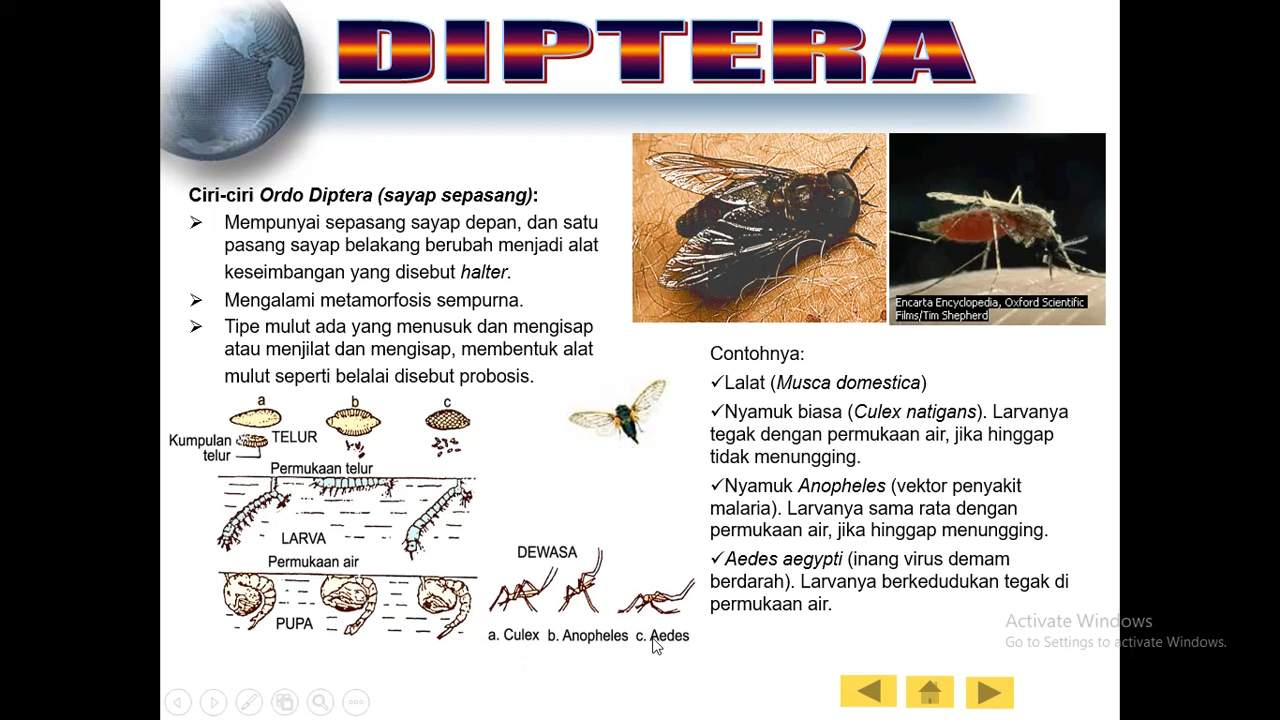 DIPTERA
Ciri-ciri Ordo Diptera (sayap sepasang):
➢ Mempunyai sepasang sayap depan, dan satu
pasang sayap belakang berubah menjadi alat
keseimbangan yang disebut halter.
➢ Mengalami metamorfosis sempurna.
➢ Tipe mulut ada yang menusuk dan mengisap
atau menjilat dan mengisap, membentuk alat
mulut seperti belalai disebut probosis.
a b c
Kumpulan
telur
TELUR
Permukaan telur
LARVA
Permukaan air
PUPA
DEWASA
a. Culex b. Anopheles c. Aedes
Encarta Encyclopedia, Oxford Scientific
Films/Tim Shepherd
Contohnya:
✓Lalat (Musca domestica)
✓Nyamuk biasa (Culex natigans). Larvanya
tegak dengan permukaan air, jika hinggap
tidak menungging.
✓Nyamuk Anopheles (vektor penyakit
malaria). Larvanya sama rata dengan
permukaan air, jika hinggap menungging.
✓Aedes aegypti (inang virus demam
berdarah). Larvanya berkedudukan tegak di
permukaan air.
Activate Windows
Go to Settings to activate Windows.